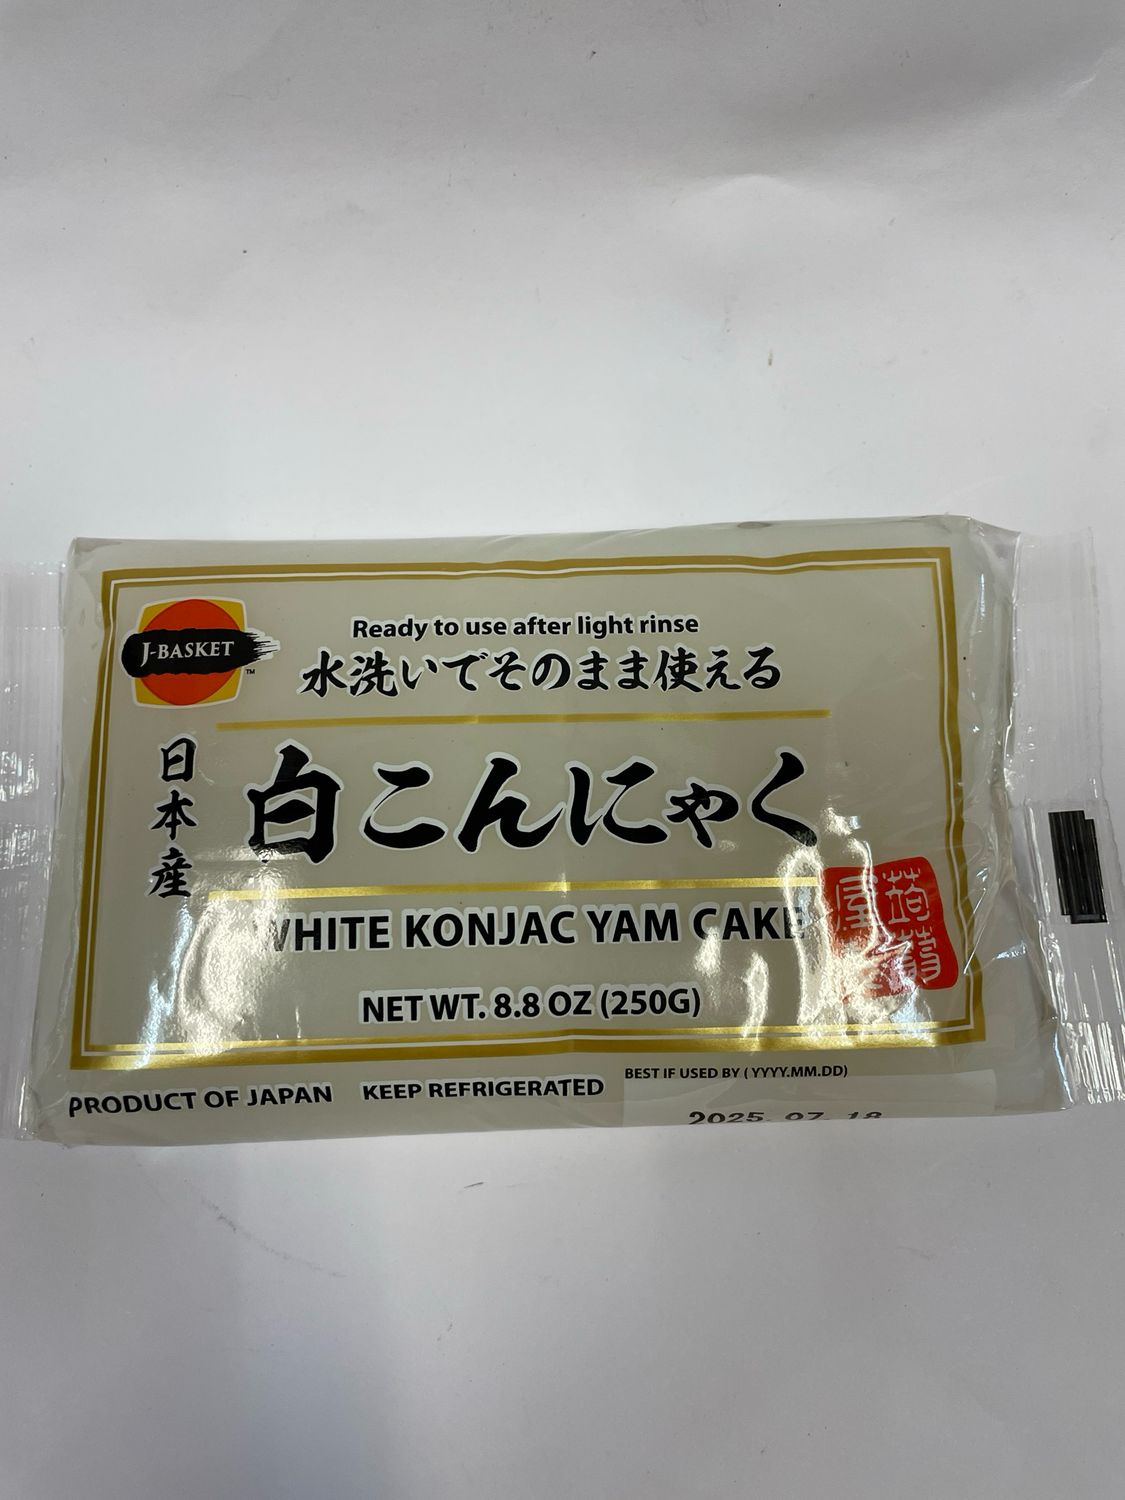 J-BASKET
TM
Ready to use after light rinse
水洗いでそのまま使える
日本産
白こんにゃく
WHITE KONJAC YAM CAKE
NET WT. 8.8 OZ (250G)
PRODUCT OF JAPAN KEEP REFRIGERATED
BEST IF USED BY ( YYYY.MM.DD)
2025. 07. 18